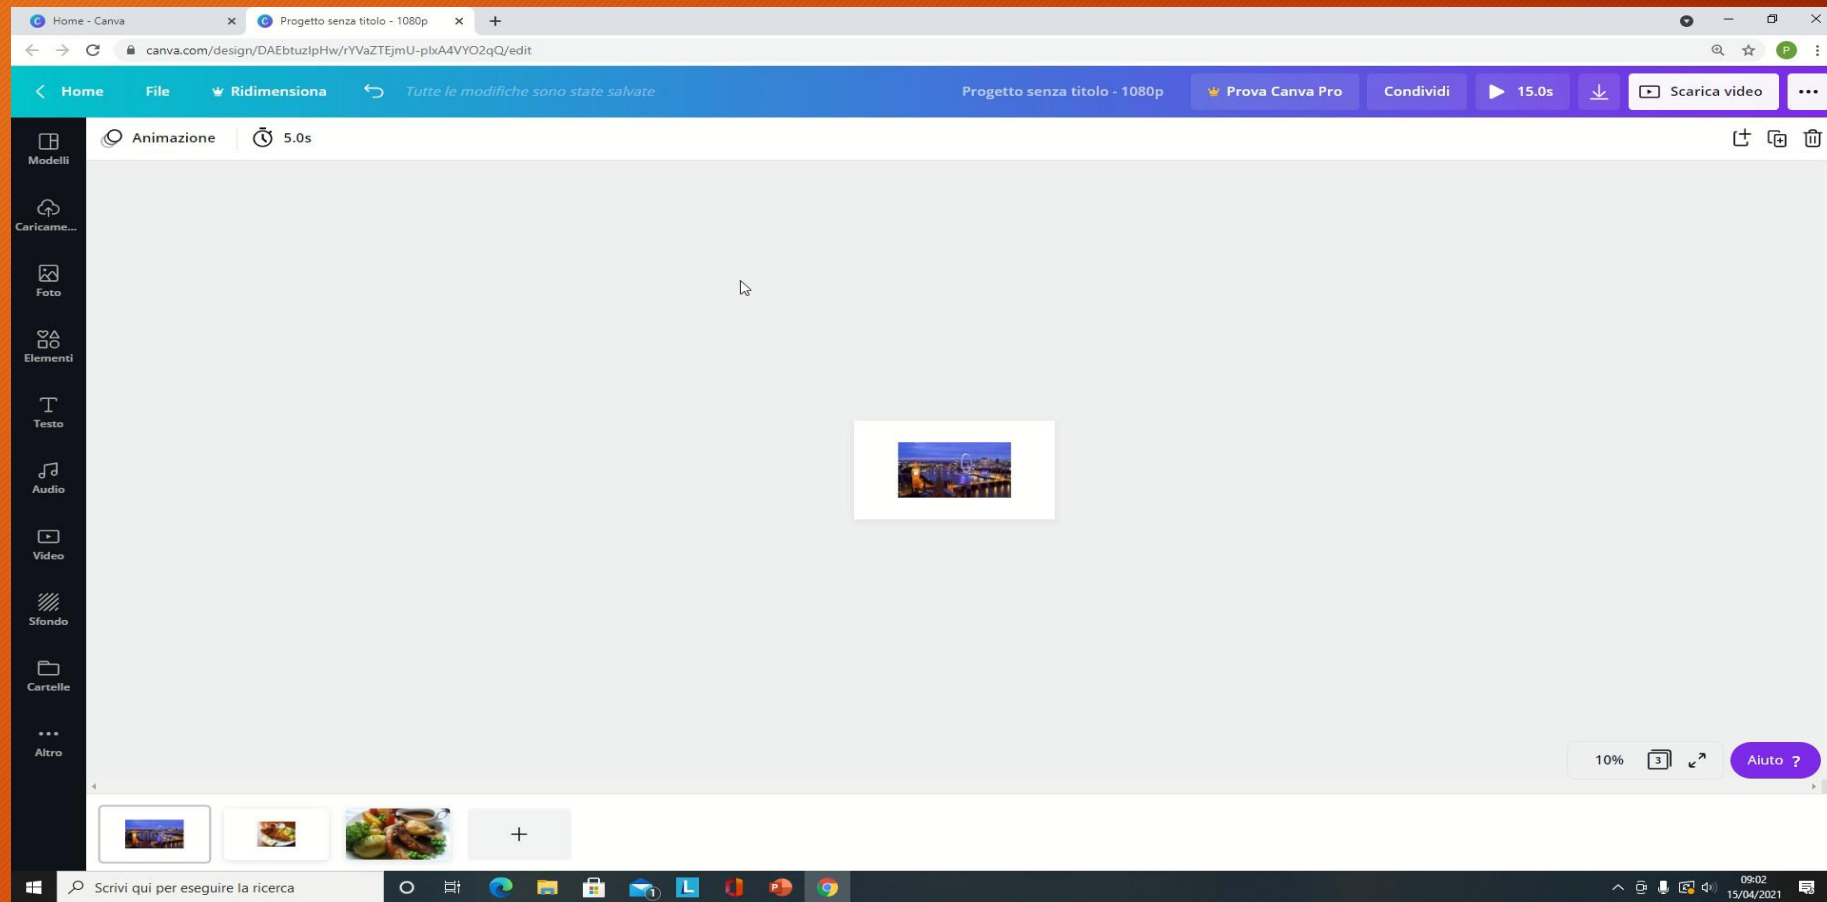 Home - Canva
Progetto senza titolo - 1080p
canva.com/design/DAEbtuzIpHw/rYVaZTEjmU-pIxA4VYO2qQ/edit
P
Home File Ridimensiona Tutte le modifiche sono state salvate Progetto senza titolo - 1080p Prova Canva Pro Condividi 15.0s Scarica video
Animazione 5.0s
Modelli
Caricame...
Foto
Elementi
Testo
Audio
Video
Sfondo
Cartelle
Altro
10% 3 Aiuto ?
Scrivi qui per eseguire la ricerca
1
L
P
09:02
15/04/2021